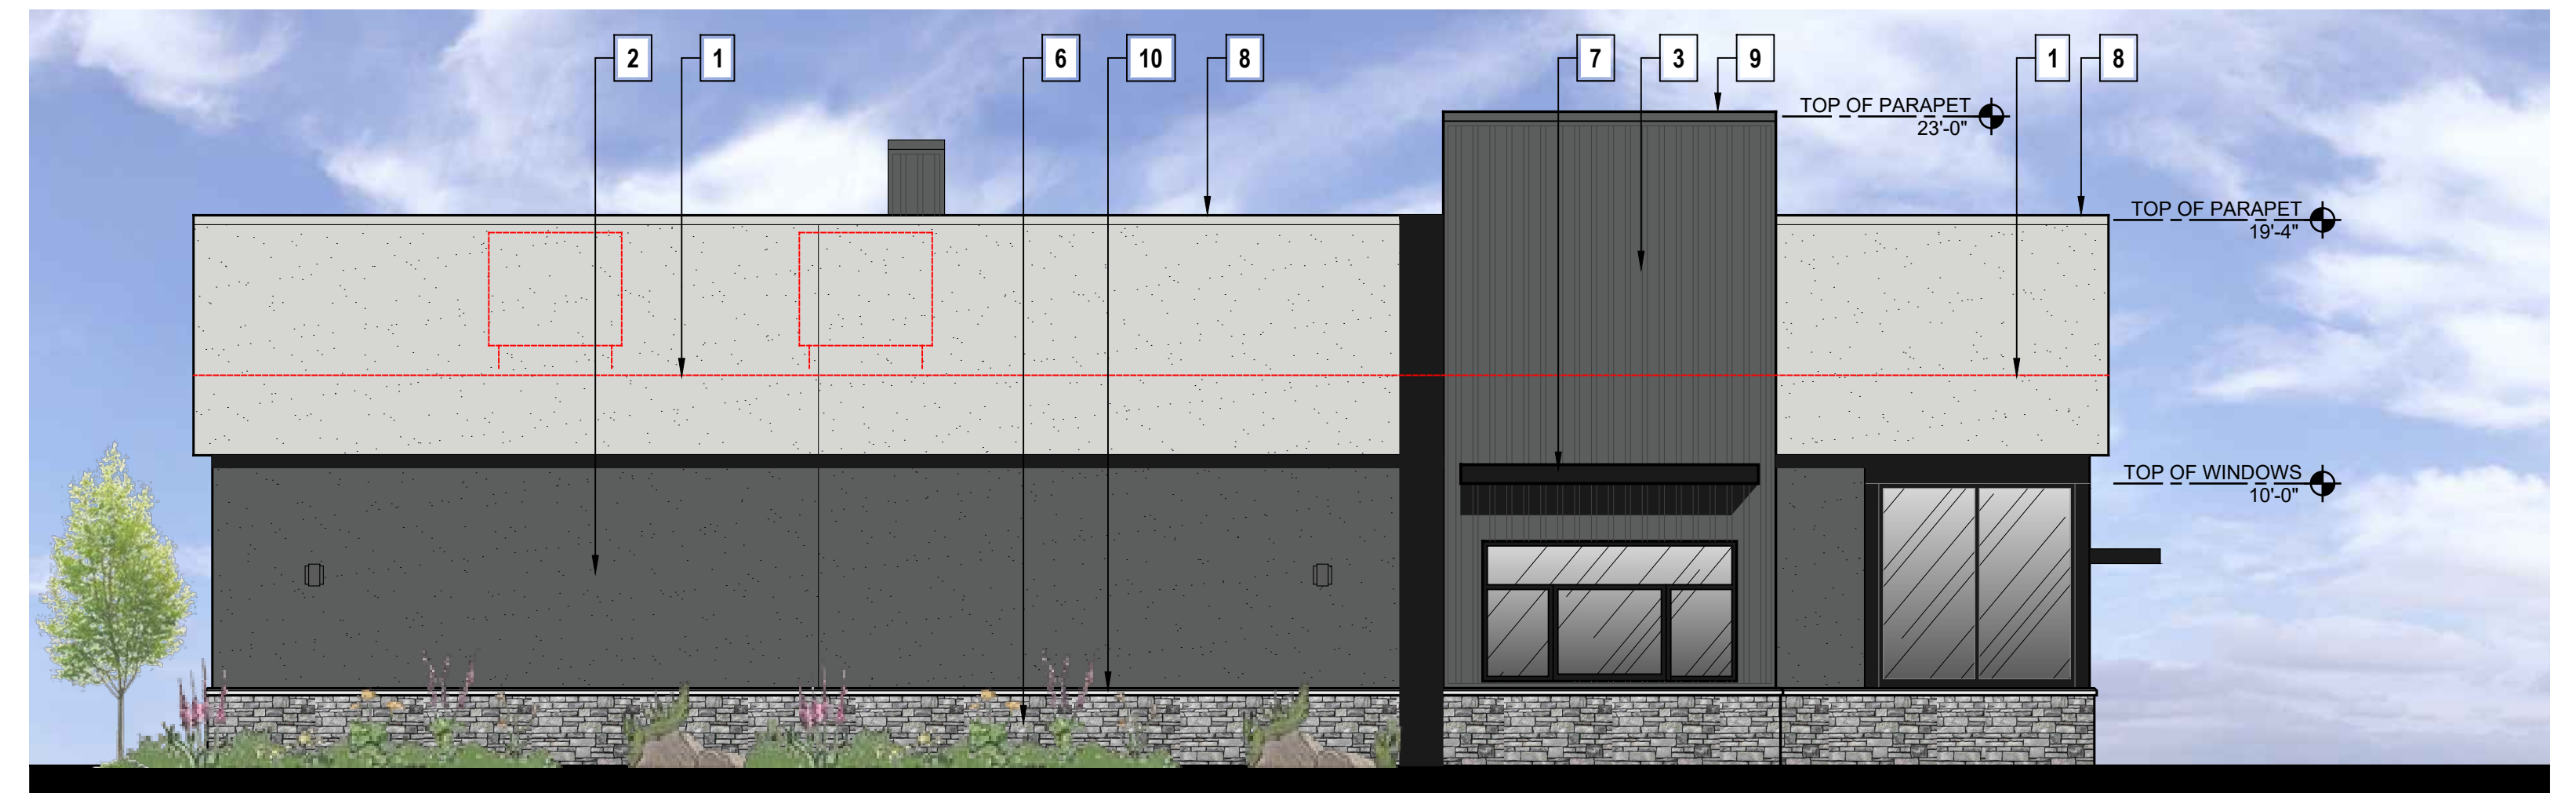 2 1 6 10 8 7 3 9 1 8
TOP OF PARAPET
23'-0"
TOP OF PARAPET
19'-4"
TOP OF WINDOWS
10'-0"